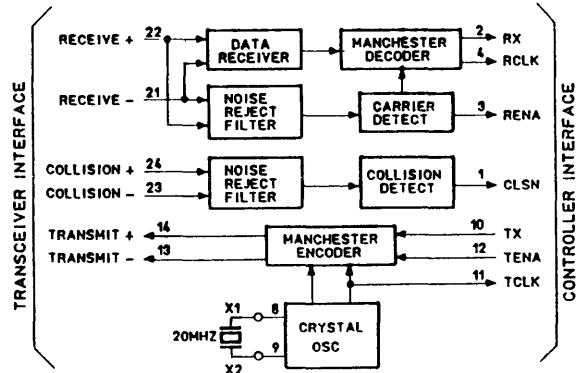 TRANSCEIVER INTERFACE
RECEIVE + 22
DATA RECEIVER
MANCHESTER DECODER
2 RX
4 RCLK
RECEIVE - 21
NOISE REJECT FILTER
CARRIER DETECT
3 RENA
COLLISION + 24
COLLISION - 23
NOISE REJECT FILTER
COLLISION DETECT
1 CLSN
TRANSMIT + 14
TRANSMIT - 13
MANCHESTER ENCODER
10 TX
12 TENA
11 TCLK
X1 8
20MHZ
9
X2
CRYSTAL OSC
CONTROLLER INTERFACE